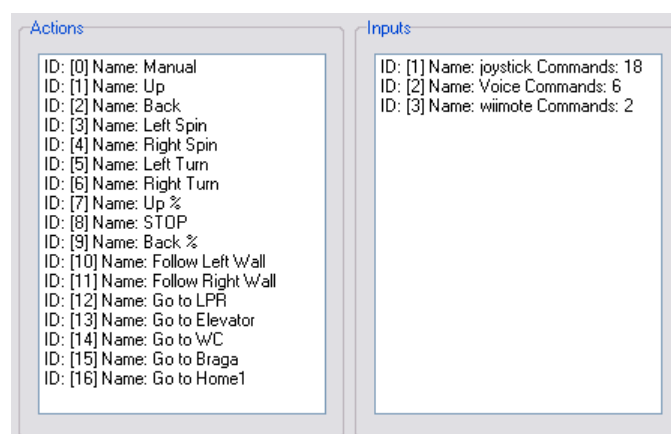 Actions
ID: [0] Name: Manual
ID: [1] Name: Up
ID: [2] Name: Back
ID: [3] Name: Left Spin
ID: [4] Name: Right Spin
ID: [5] Name: Left Turn
ID: [6] Name: Right Turn
ID: [7] Name: Up %
ID: [8] Name: STOP
ID: [9] Name: Back %
ID: [10] Name: Follow Left Wall
ID: [11] Name: Follow Right Wall
ID: [12] Name: Go to LPR
ID: [13] Name: Go to Elevator
ID: [14] Name: Go to WC
ID: [15] Name: Go to Braga
ID: [16] Name: Go to Home1
Inputs
ID: [1] Name: joystick Commands: 18
ID: [2] Name: Voice Commands: 6
ID: [3] Name: wiimote Commands: 2